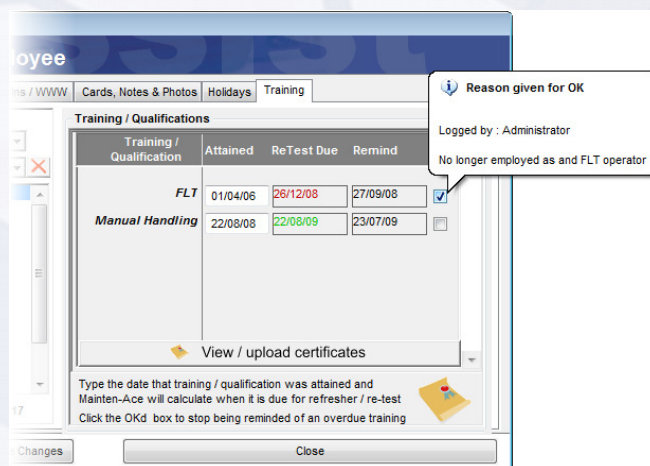 oyee
ns / WWW Cards, Notes & Photos Holidays Training
Reason given for OK
Logged by : Administrator
No longer employed as and FLT operator
Training / Qualifications
Training / Qualification Attained ReTest Due Remind
FLT 01/04/06 26/12/08 27/09/08
Manual Handling 22/08/08 22/08/09 23/07/09
View / upload certificates
Type the date that training / qualification was attained and
Mainten-Ace will calculate when it is due for refresher / re-test
Click the OKd box to stop being reminded of an overdue training
17
Changes Close